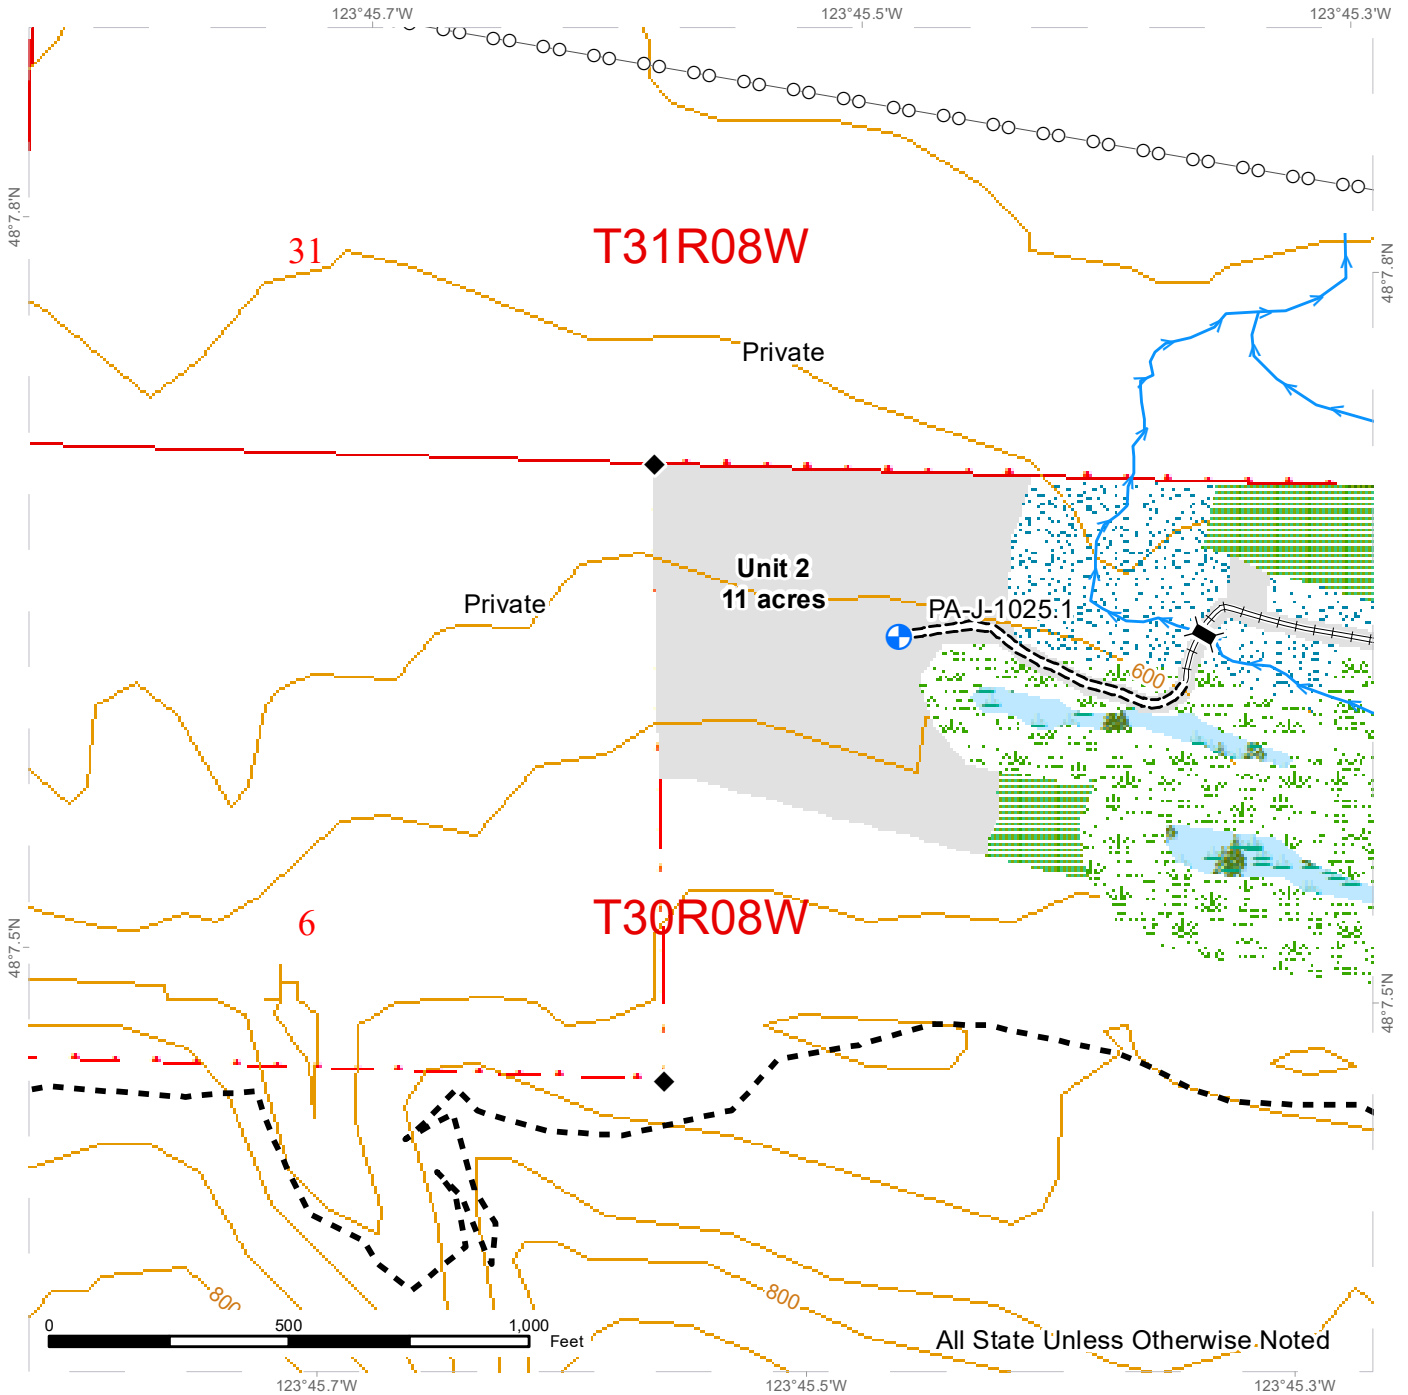 123°45.7'W
123°45.5'W
123°45.3'W
48°7.8'N
48°7.8'N
31
T31R08W
Private
Unit 2
11 acres
Private
PA-J-1025.1
600
6
T30R08W
48°7.5'N
48°7.5'N
800
800
0 500 1,000
Feet
All State Unless Otherwise Noted
123°45.7'W
123°45.5'W
123°45.3'W